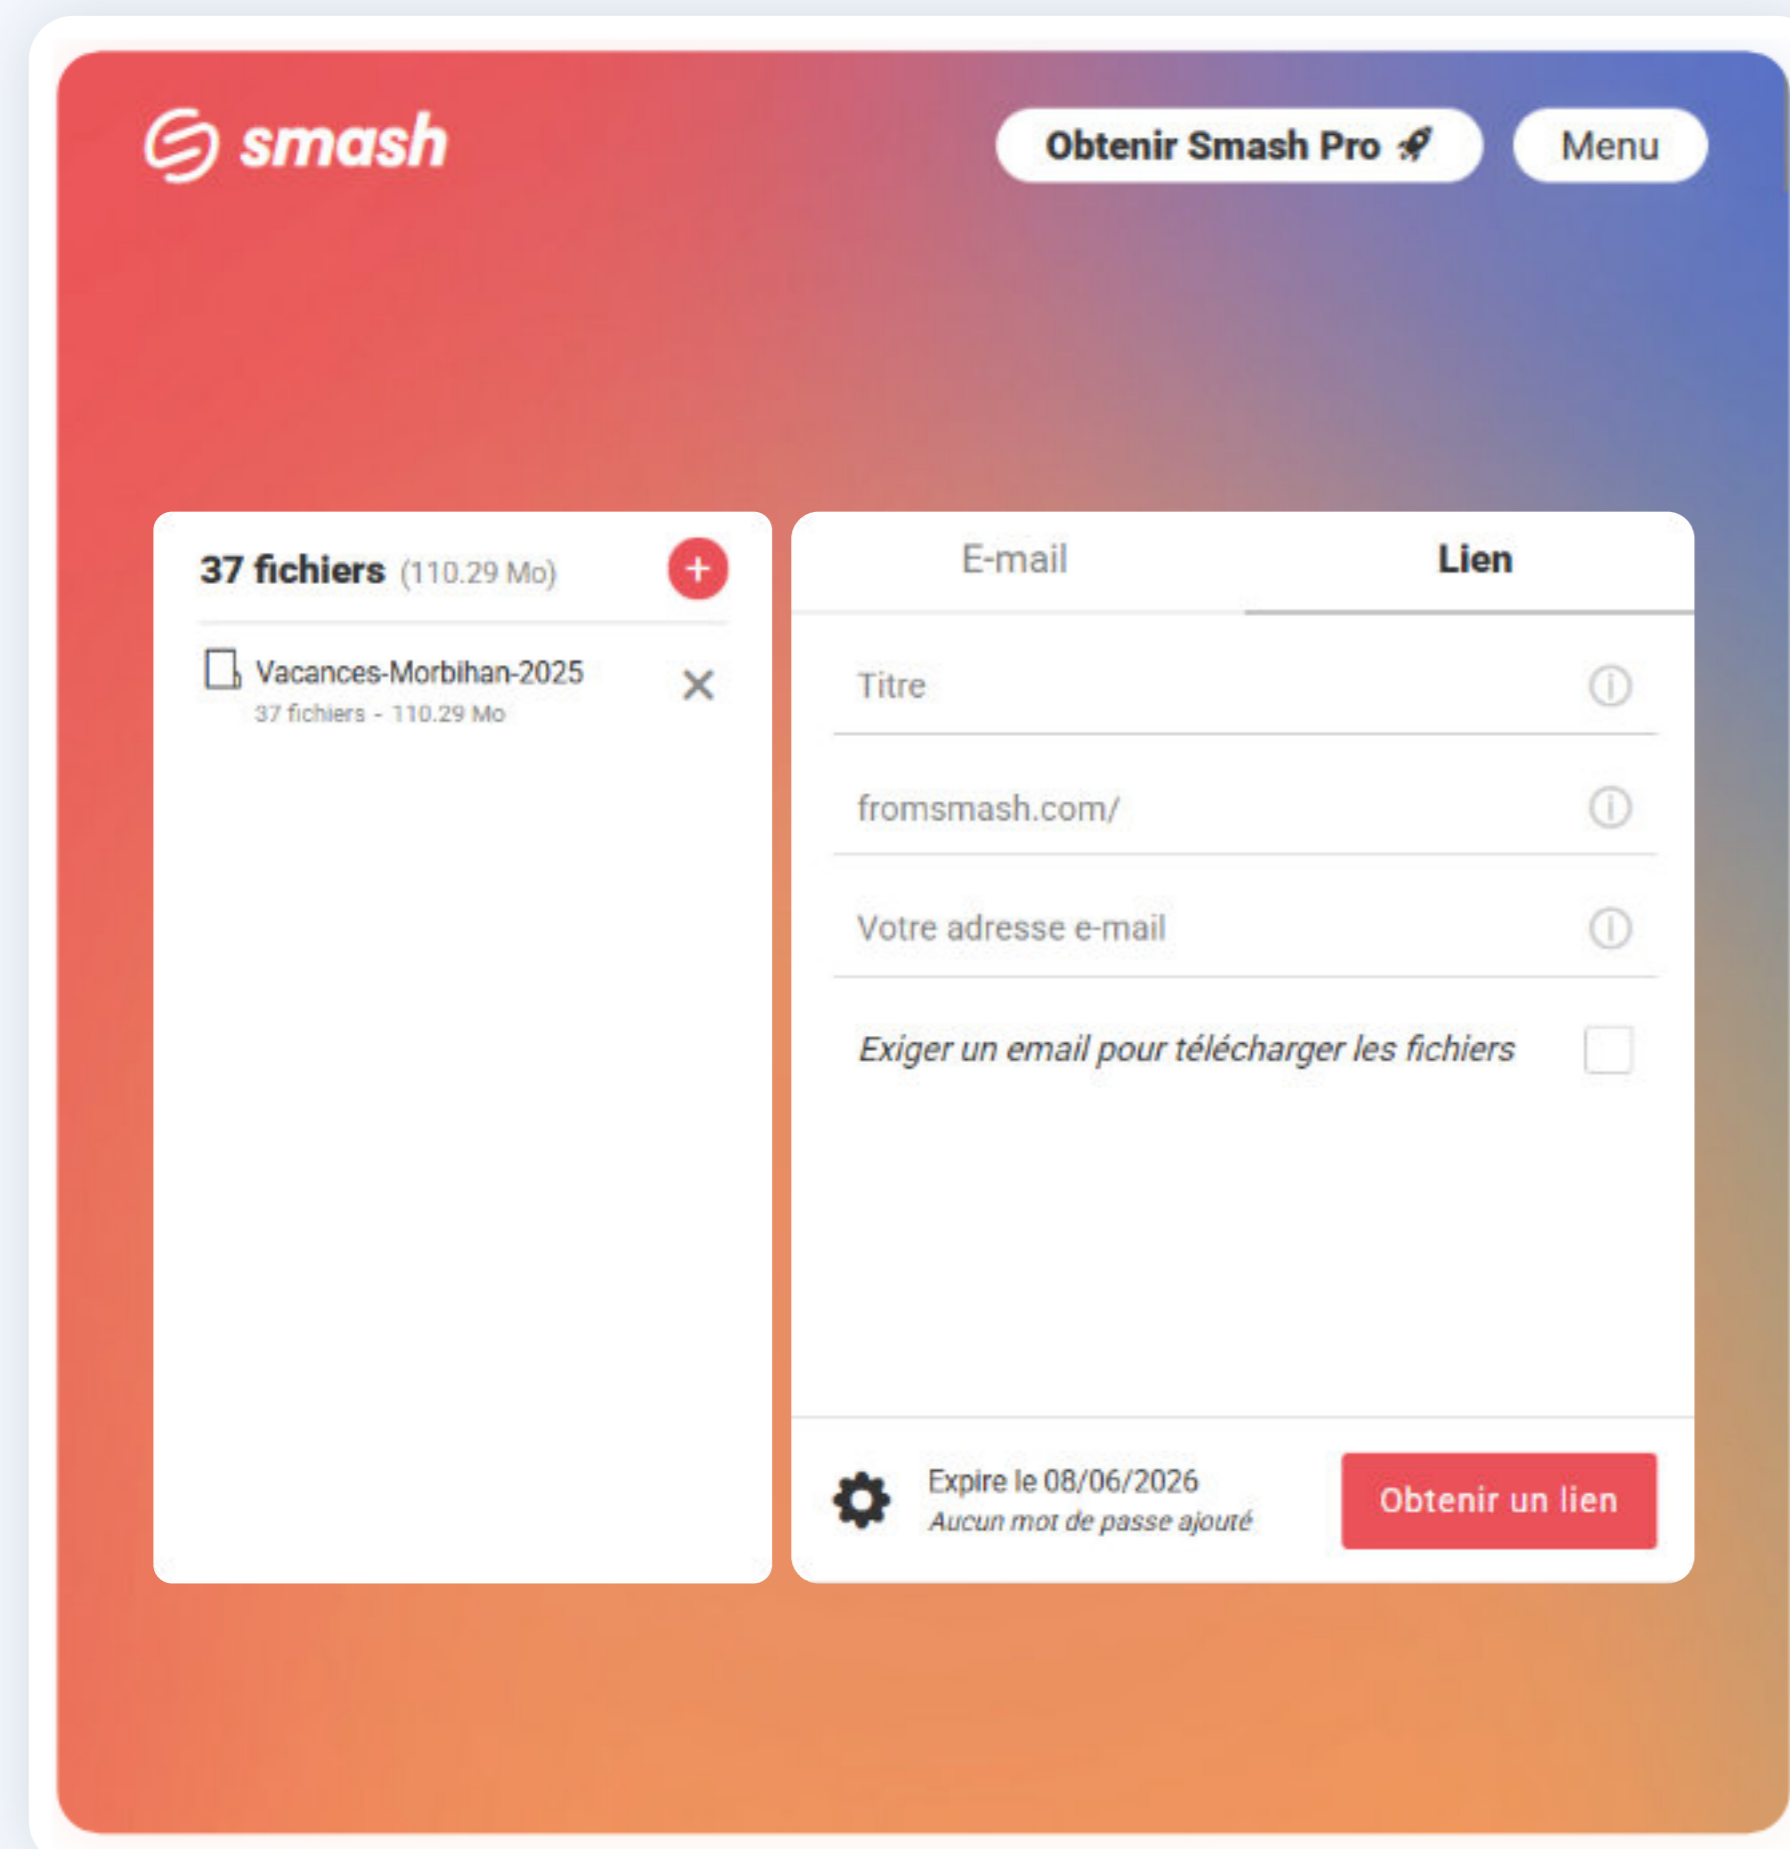 smash
Obtenir Smash Pro 🚀
Menu
37 fichiers (110.29 Mo)
Vacances-Morbihan-2025
37 fichiers - 110.29 Mo
E-mail
Lien
Titre
fromsmash.com/
Votre adresse e-mail
Exiger un email pour télécharger les fichiers
Expire le 08/06/2026
Aucun mot de passe ajouté
Obtenir un lien